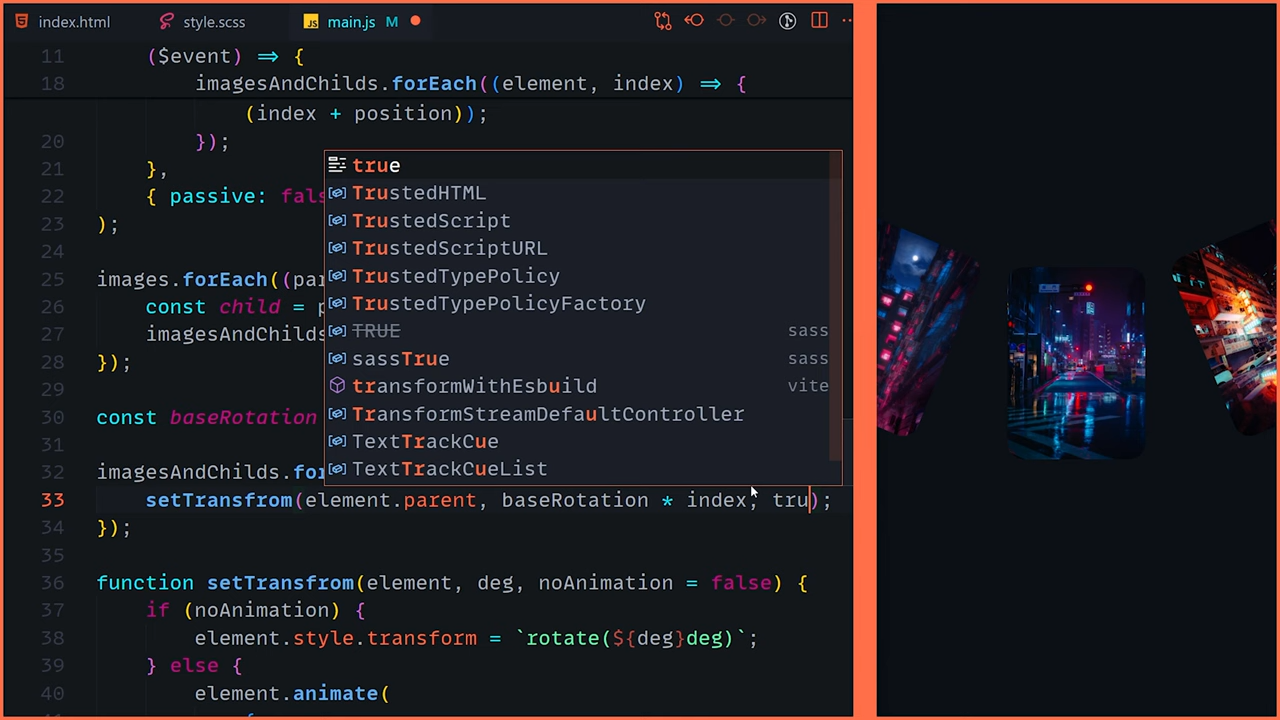 index.html style.scss JS main.js M
11 ($event) => {
18 imagesAndChilds.forEach((element, index) => {
(index + position));
20 });
21 },
22 { passive: fals
23 );
24
25 images.forEach((par
26 const child = p
27 imagesAndChilds
28 });
29
30 const baseRotation
31
32 imagesAndChilds.for
33 setTransfrom(element.parent, baseRotation * index, tru);
34 });
35
36 function setTransfrom(element, deg, noAnimation = false) {
37 if (noAnimation) {
38 element.style.transform = `rotate(${deg}deg)`;
39 } else {
40 element.animate(
true
TrustedHTML
TrustedScript
TrustedScriptURL
TrustedTypePolicy
TrustedTypePolicyFactory
TRUE sass
sassTrue sass
transformWithEsbuild vite
TransformStreamDefaultController
TextTrackCue
TextTrackCueList